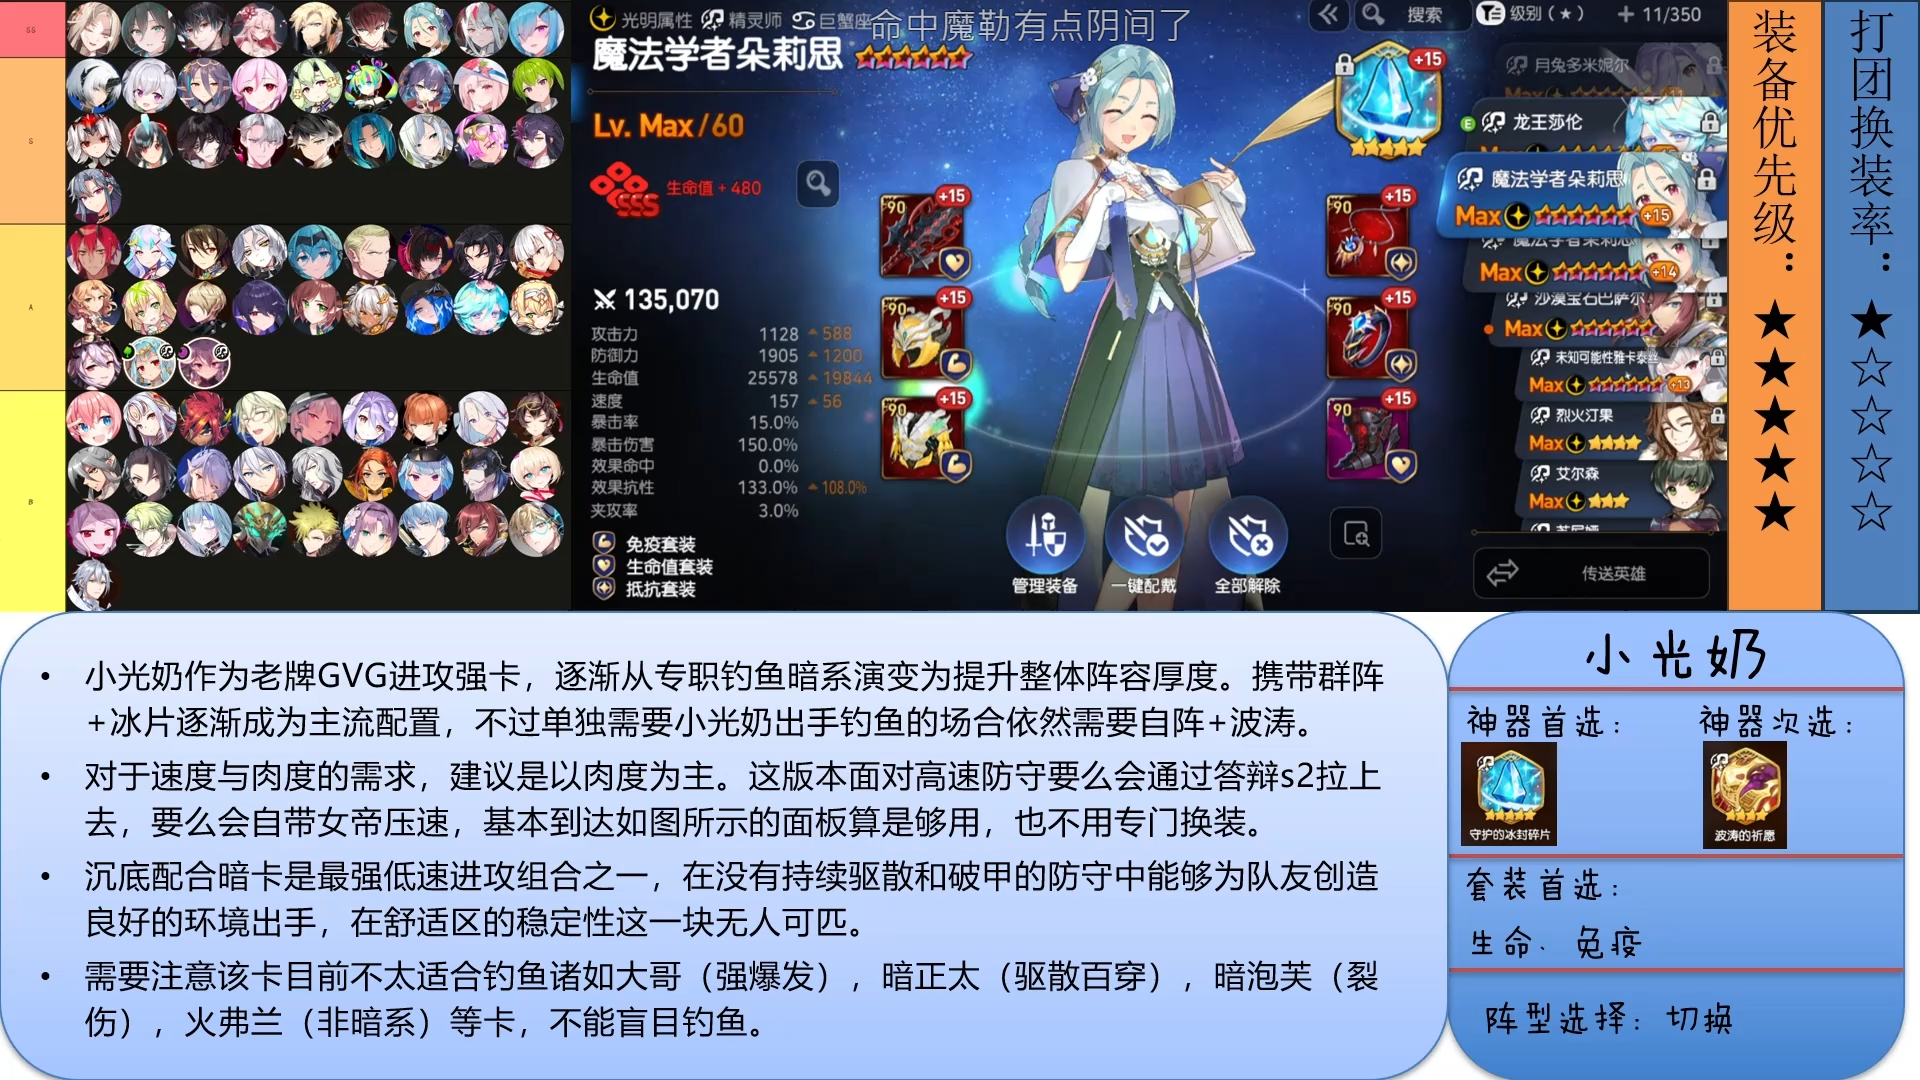 SS
S
A
B
光明属性 精灵师 巨蟹座
命中魔勒有点阴间了
魔法学者朵莉思
Lv. Max/60
SSS
生命值 + 480
135,070
攻击力 1128 588
防御力 1905 1200
生命值 25578 19844
速度 157 56
暴击率 15.0%
暴击伤害 150.0%
效果命中 0.0%
效果抗性 133.0% 108.0%
夹攻率 3.0%
免疫套装
生命值套装
抵抗套装
90 +15
90 +15
90 +15
+15
90 +15
90 +15
90 +15
管理装备
一键配戴
全部解除
搜索
级别 (★)
11/350
月兔多米妮尔
E 龙王莎伦
魔法学者朵莉思
Max +15
魔法学者朵莉思
Max +14
沙漠宝石巴萨尔
Max
未知可能性雅卡泰丝
Max +13
烈火汀果
Max
艾尔森
Max
传送英雄
装备优先级：★★★★★
打团换装率：★☆☆☆☆
• 小光奶作为老牌GVG进攻强卡，逐渐从专职钓鱼暗系演变为提升整体阵容厚度。携带群阵
+冰片逐渐成为主流配置，不过单独需要小光奶出手钓鱼的场合依然需要自阵+波涛。
• 对于速度与肉度的需求，建议是以肉度为主。这版本面对高速防守要么会通过答辩s2拉上
去，要么会自带女帝压速，基本到达如图所示的面板算是够用，也不用专门换装。
• 沉底配合暗卡是最强低速进攻组合之一，在没有持续驱散和破甲的防守中能够为队友创造
良好的环境出手，在舒适区的稳定性这一块无人可匹。
• 需要注意该卡目前不太适合钓鱼诸如大哥（强爆发），暗正太（驱散百穿），暗泡芙（裂
伤），火弗兰（非暗系）等卡，不能盲目钓鱼。
小光奶
神器首选： 神器次选：
守护的冰封碎片 波涛的祈愿
套装首选：
生命、免疫
阵型选择：切换